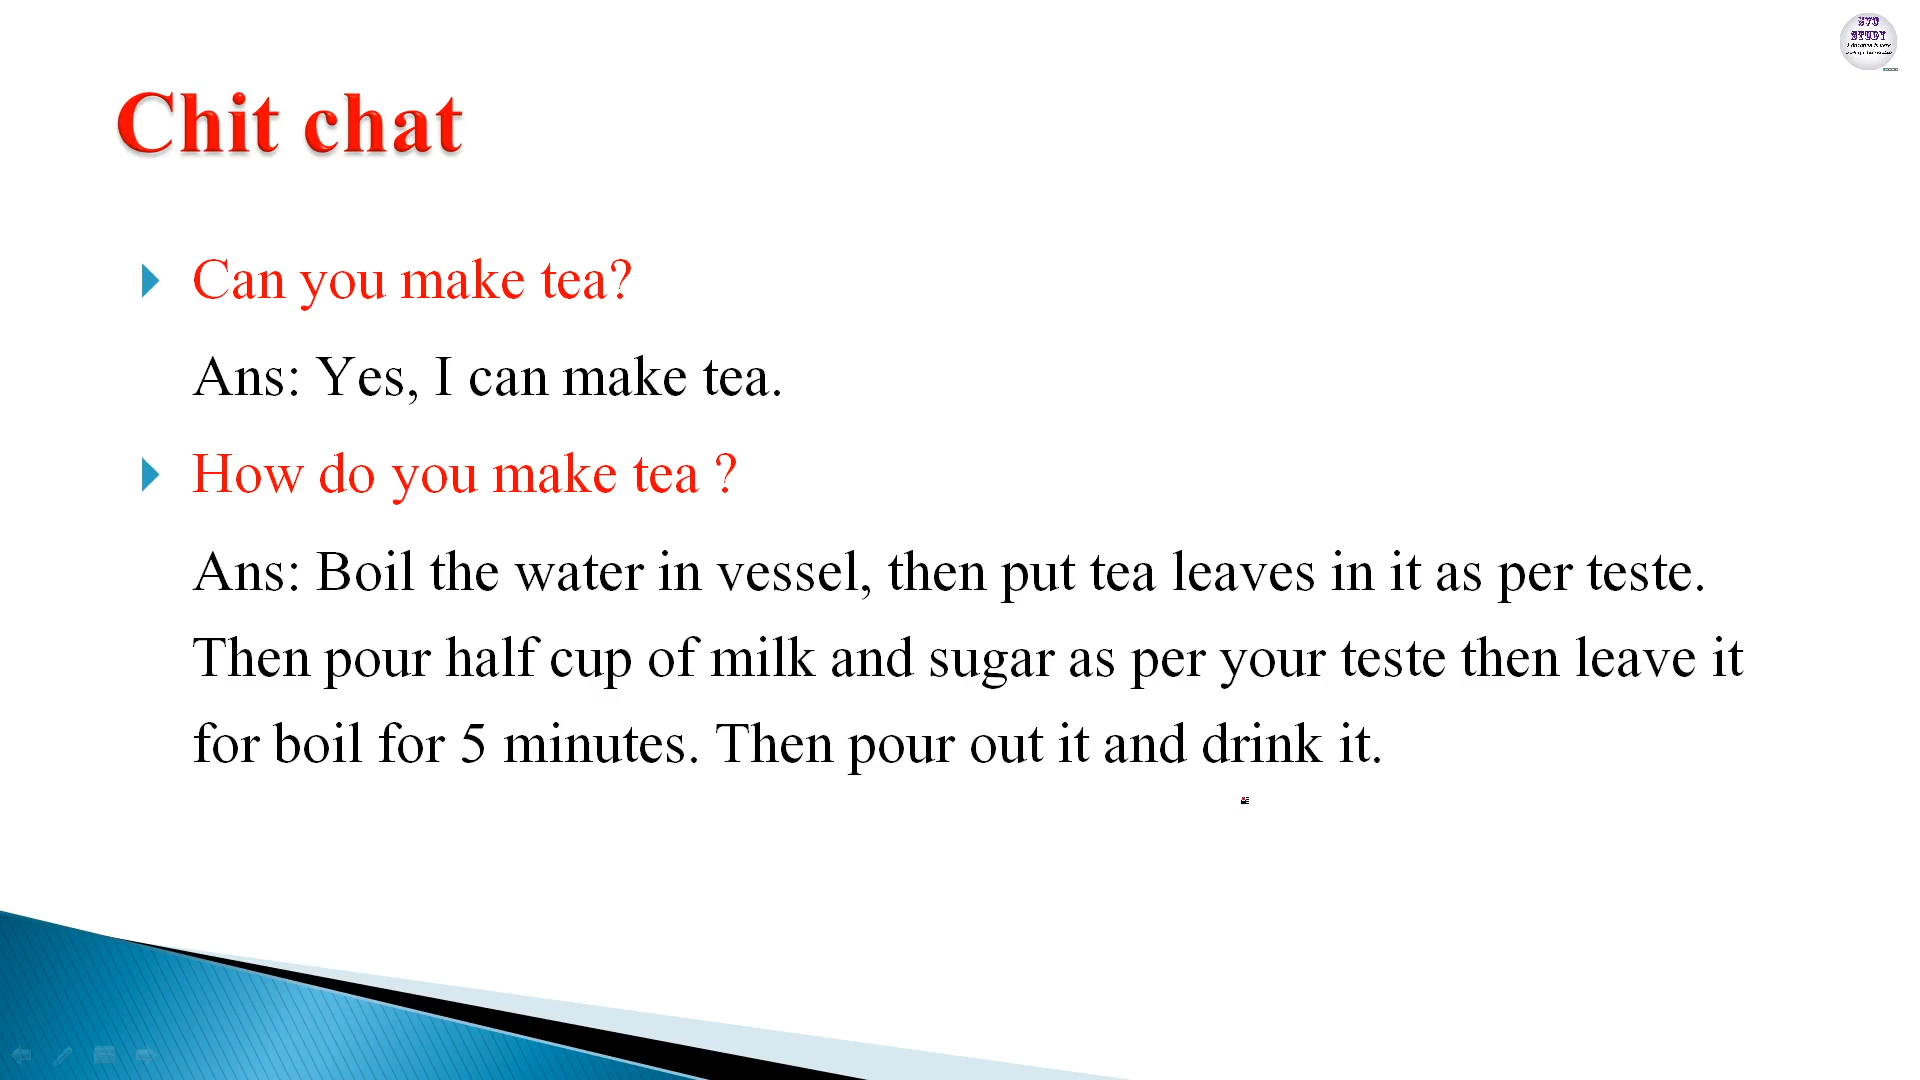 STUDY
Chit chat
Can you make tea?
Ans: Yes, I can make tea.
How do you make tea ?
Ans: Boil the water in vessel, then put tea leaves in it as per teste.
Then pour half cup of milk and sugar as per your teste then leave it
for boil for 5 minutes. Then pour out it and drink it.